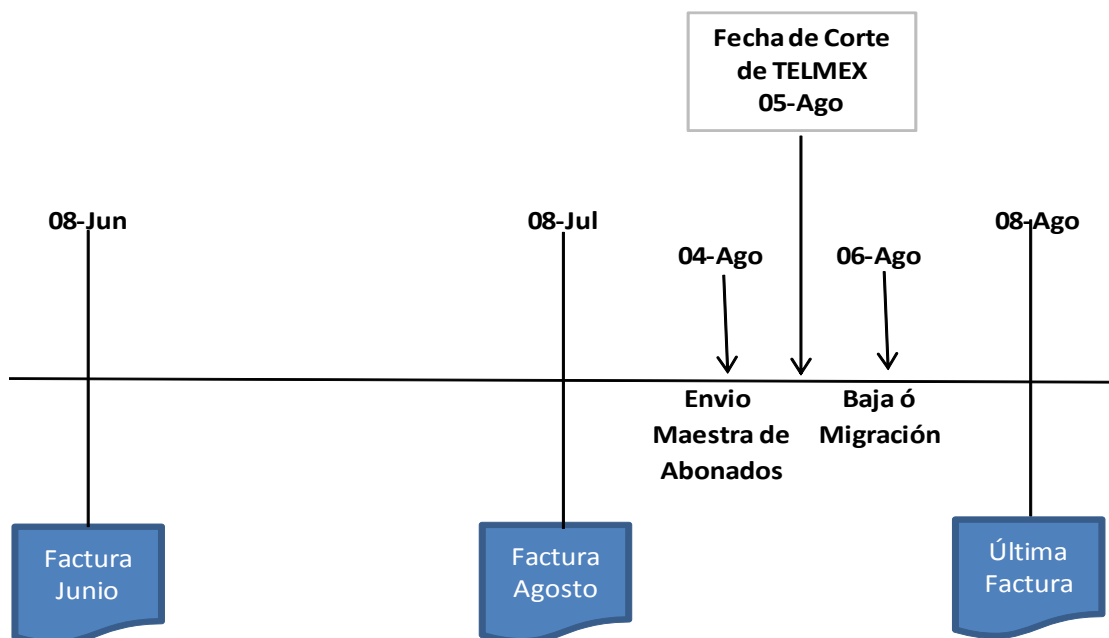 Fecha de Corte
de TELMEX
05-Ago
08-Jun
08-Jul
08-Ago
04-Ago
06-Ago
Envio
Maestra de
Abonados
Baja ó
Migración
Factura
Junio
Factura
Agosto
Última
Factura